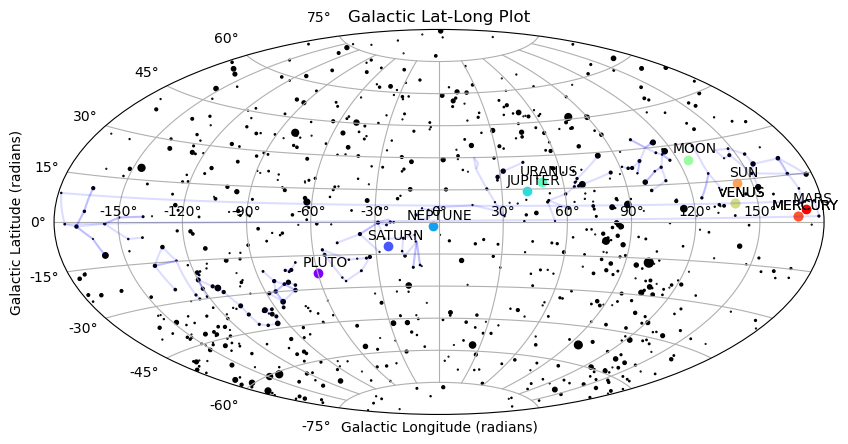 Galactic Lat-Long Plot
75°
60°
45°
30°
15°
0°
-15°
-30°
-45°
-60°
-75°
-150°
-120°
-90°
-60°
-30°
0°
30°
60°
90°
120°
150°
MOON
SUN
URANUS
JUPITER
VENUS
MARS
MERCURY
NEPTUNE
SATURN
PLUTO
Galactic Latitude (radians)
Galactic Longitude (radians)